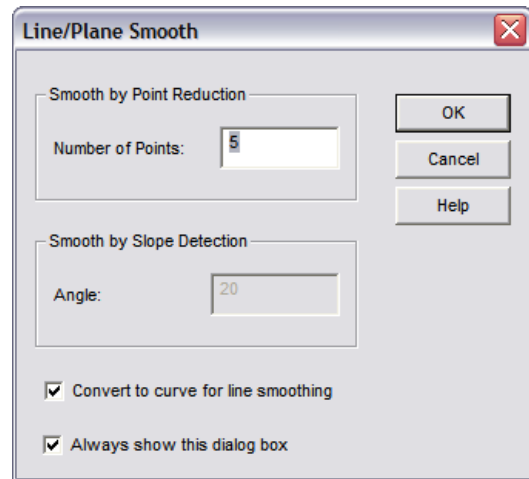 Line/Plane Smooth
Smooth by Point Reduction
Number of Points: 5
OK
Cancel
Help
Smooth by Slope Detection
Angle: 20
Convert to curve for line smoothing
Always show this dialog box